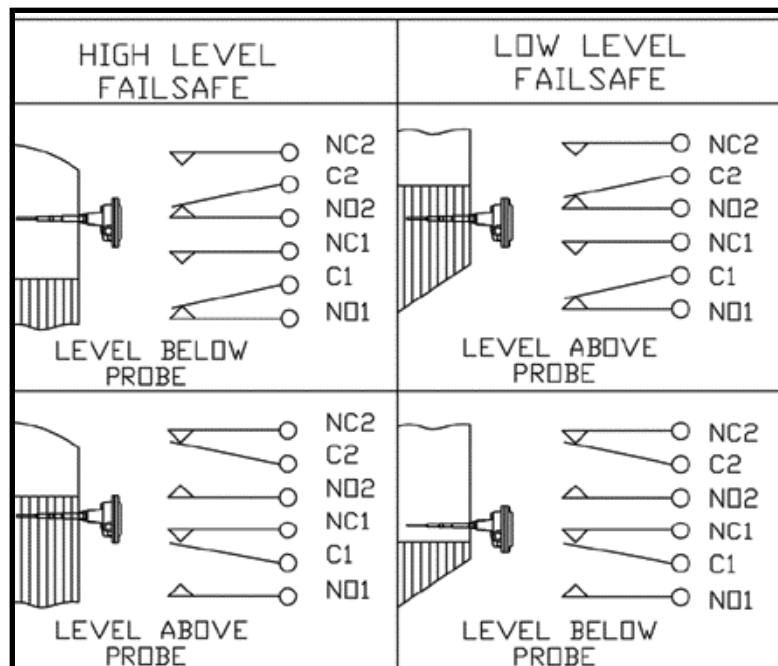 HIGH LEVEL
FAILSAFE
LOW LEVEL
FAILSAFE
NC2
C2
NO2
NC1
C1
NO1
LEVEL BELOW
PROBE
NC2
C2
NO2
NC1
C1
NO1
LEVEL ABOVE
PROBE
NC2
C2
NO2
NC1
C1
NO1
LEVEL ABOVE
PROBE
NC2
C2
NO2
NC1
C1
NO1
LEVEL BELOW
PROBE